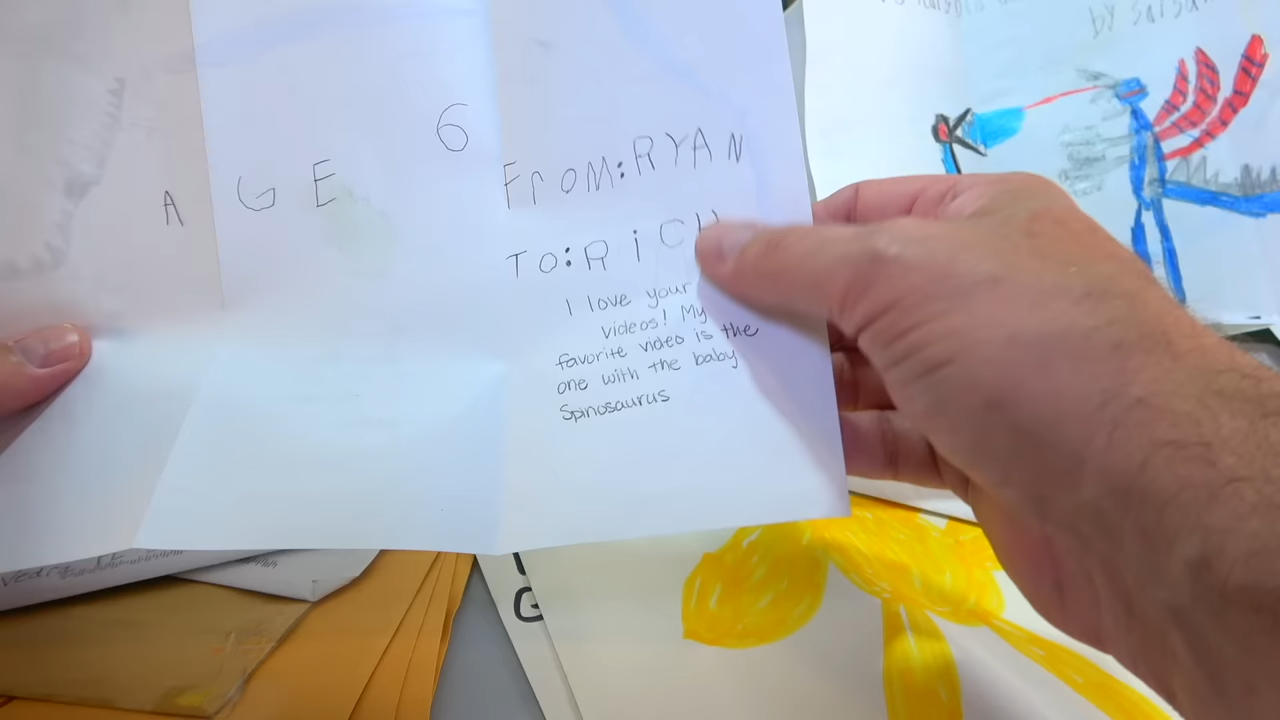 by
AGE 6
FrOM: RYAN
TO: RiCH
I love your
videos! My
favorite video is the
one with the baby
Spinosaurus
G